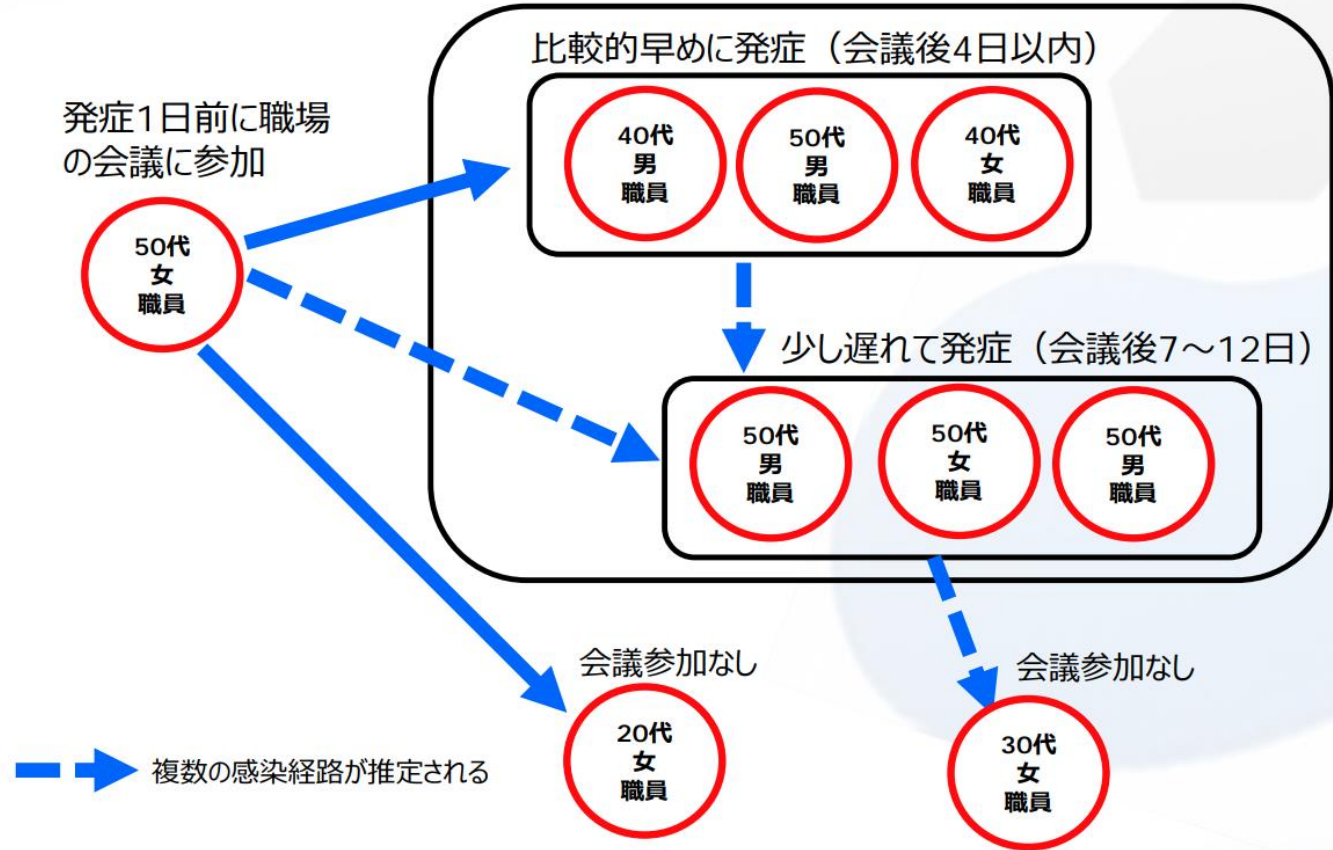 比較的早めに発症（会議後4日以内）
発症1日前に職場
の会議に参加
40代
男
職員
50代
男
職員
40代
女
職員
50代
女
職員
少し遅れて発症（会議後7～12日）
50代
男
職員
50代
女
職員
50代
男
職員
会議参加なし
20代
女
職員
会議参加なし
30代
女
職員
複数の感染経路が推定される